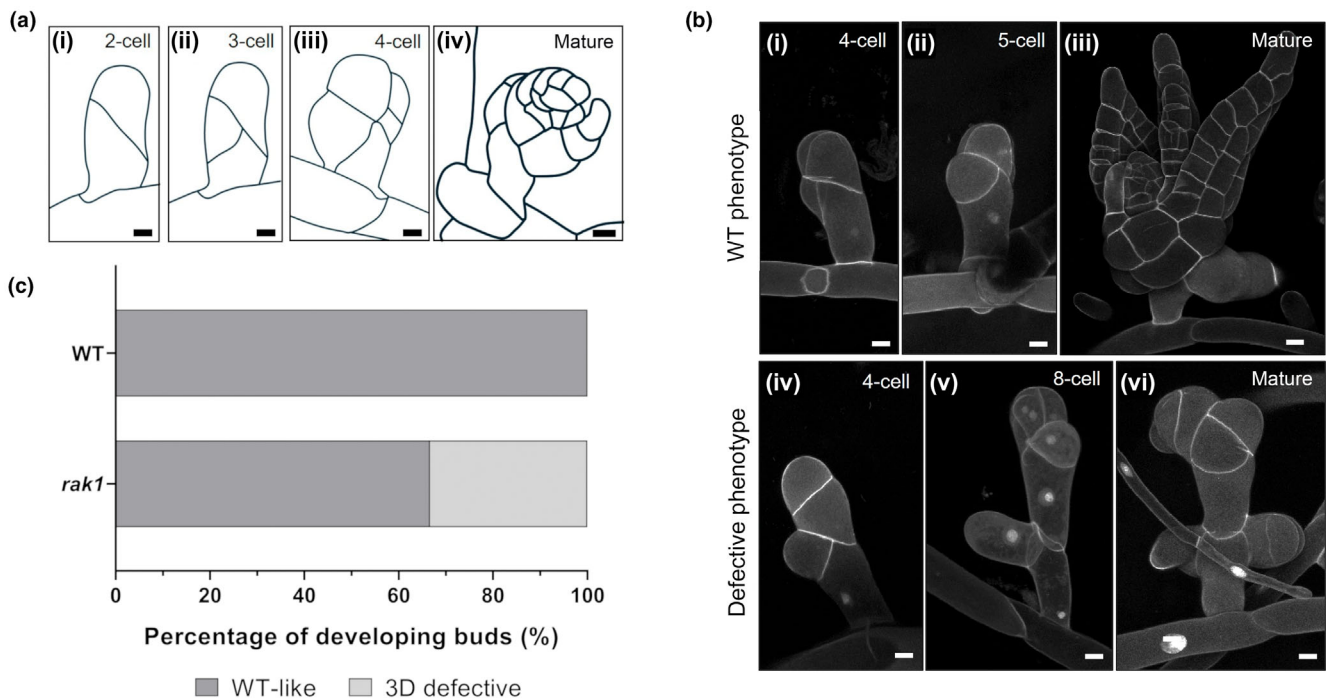 (a)
(i) 2-cell
(ii) 3-cell
(iii) 4-cell
(iv) Mature
(b)
WT phenotype
(i) 4-cell
(ii) 5-cell
(iii) Mature
Defective phenotype
(iv) 4-cell
(v) 8-cell
(vi) Mature
(c)
WT
rak1
0 20 40 60 80 100
Percentage of developing buds (%)
WT-like 3D defective